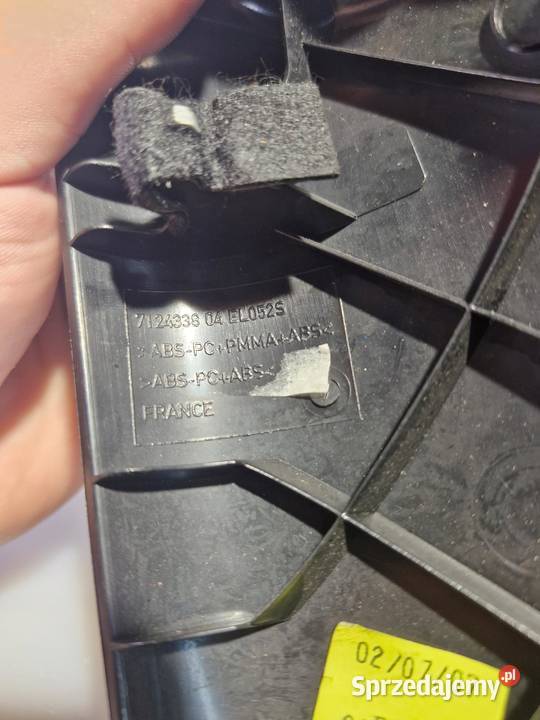 7124338 04 EL052S
>ABS-PC+PMMA+ABS<
>ABS-PC+ABS<
FRANCE
02/07/0
Sprzedajemy.pl